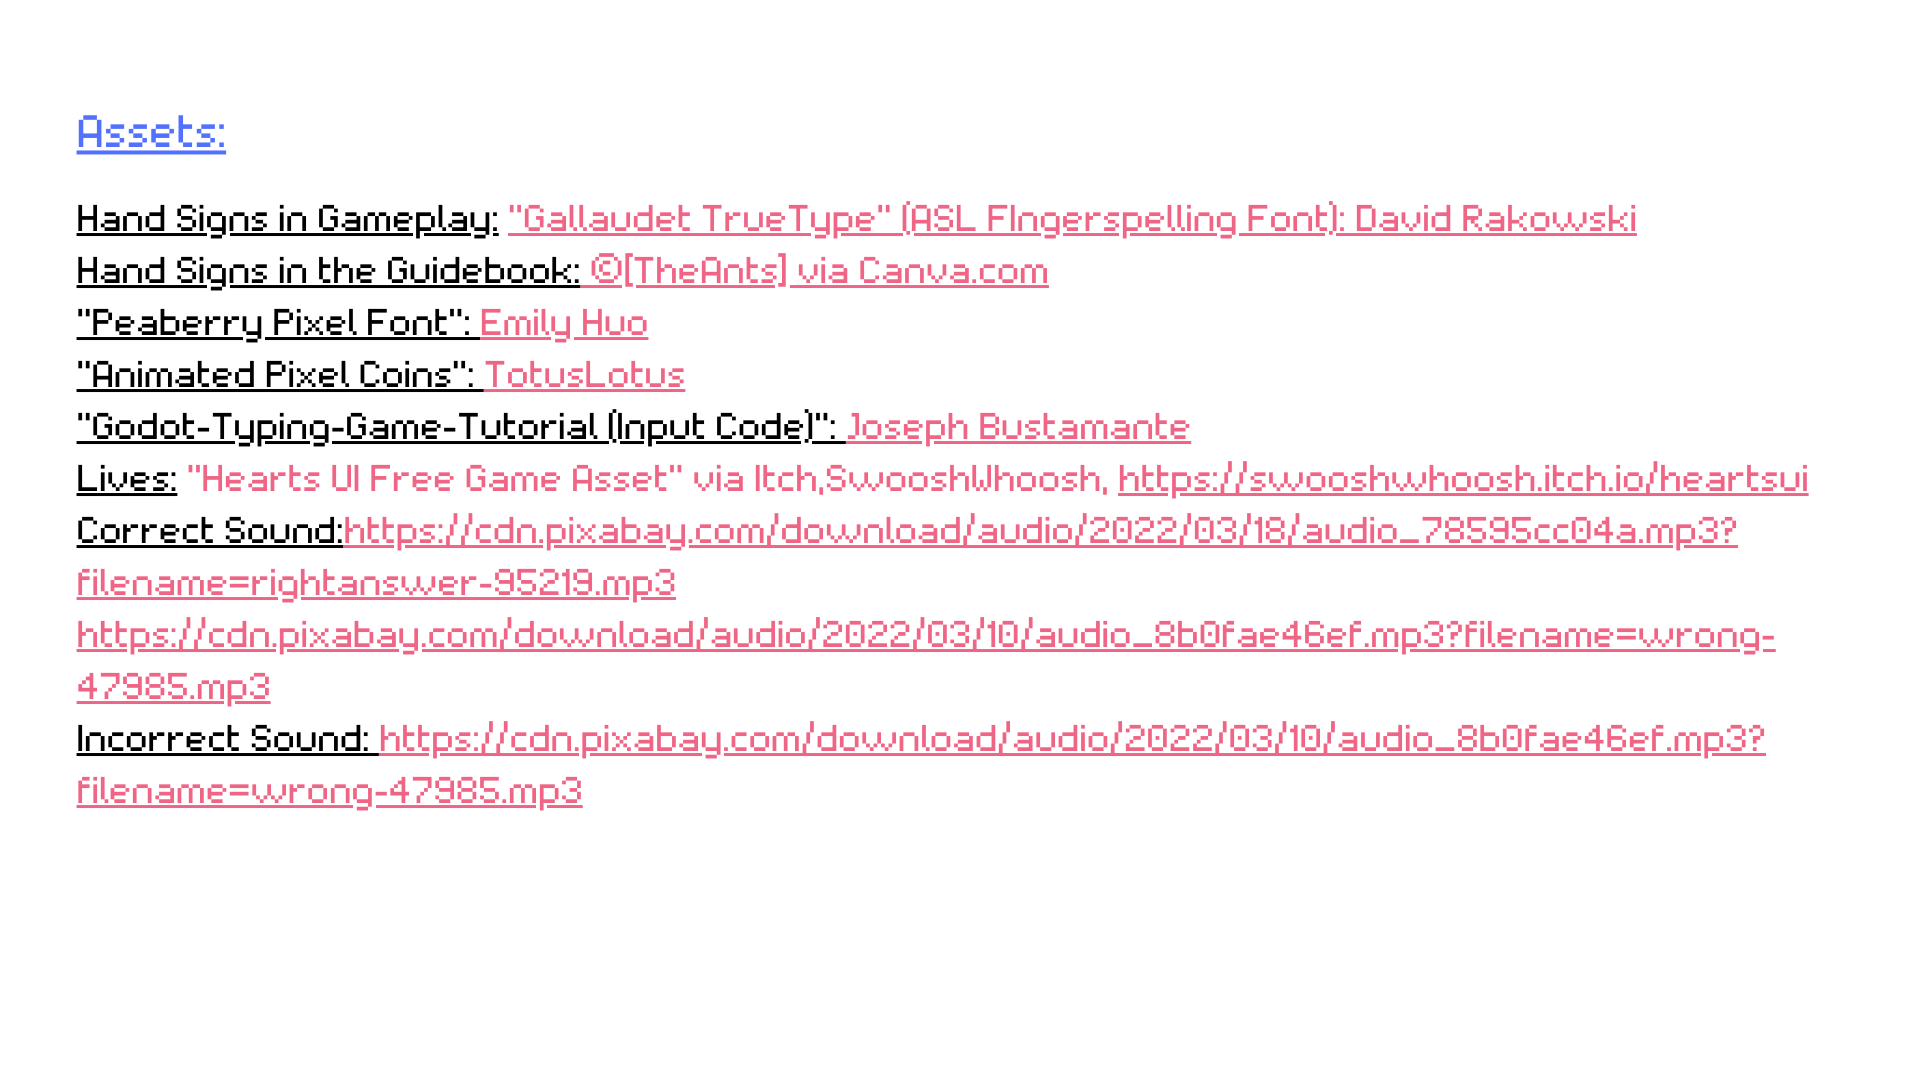 Assets:
Hand Signs in Gameplay: "Gallaudet TrueType" (ASL FIngerspelling Font): David Rakowski
Hand Signs in the Guidebook: ©[TheAnts] via Canva.com
"Peaberry Pixel Font": Emily Huo
"Animated Pixel Coins": TotusLotus
"Godot-Typing-Game-Tutorial (Input Code)": Joseph Bustamante
Lives: "Hearts UI Free Game Asset" via Itch,SwooshWhoosh, https://swooshwhoosh.itch.io/heartsui
Correct Sound:https://cdn.pixabay.com/download/audio/2022/03/18/audio_78595cc04a.mp3?
filename=rightanswer-95219.mp3
https://cdn.pixabay.com/download/audio/2022/03/10/audio_8b0fae46ef.mp3?filename=wrong-
47985.mp3
Incorrect Sound: https://cdn.pixabay.com/download/audio/2022/03/10/audio_8b0fae46ef.mp3?
filename=wrong-47985.mp3